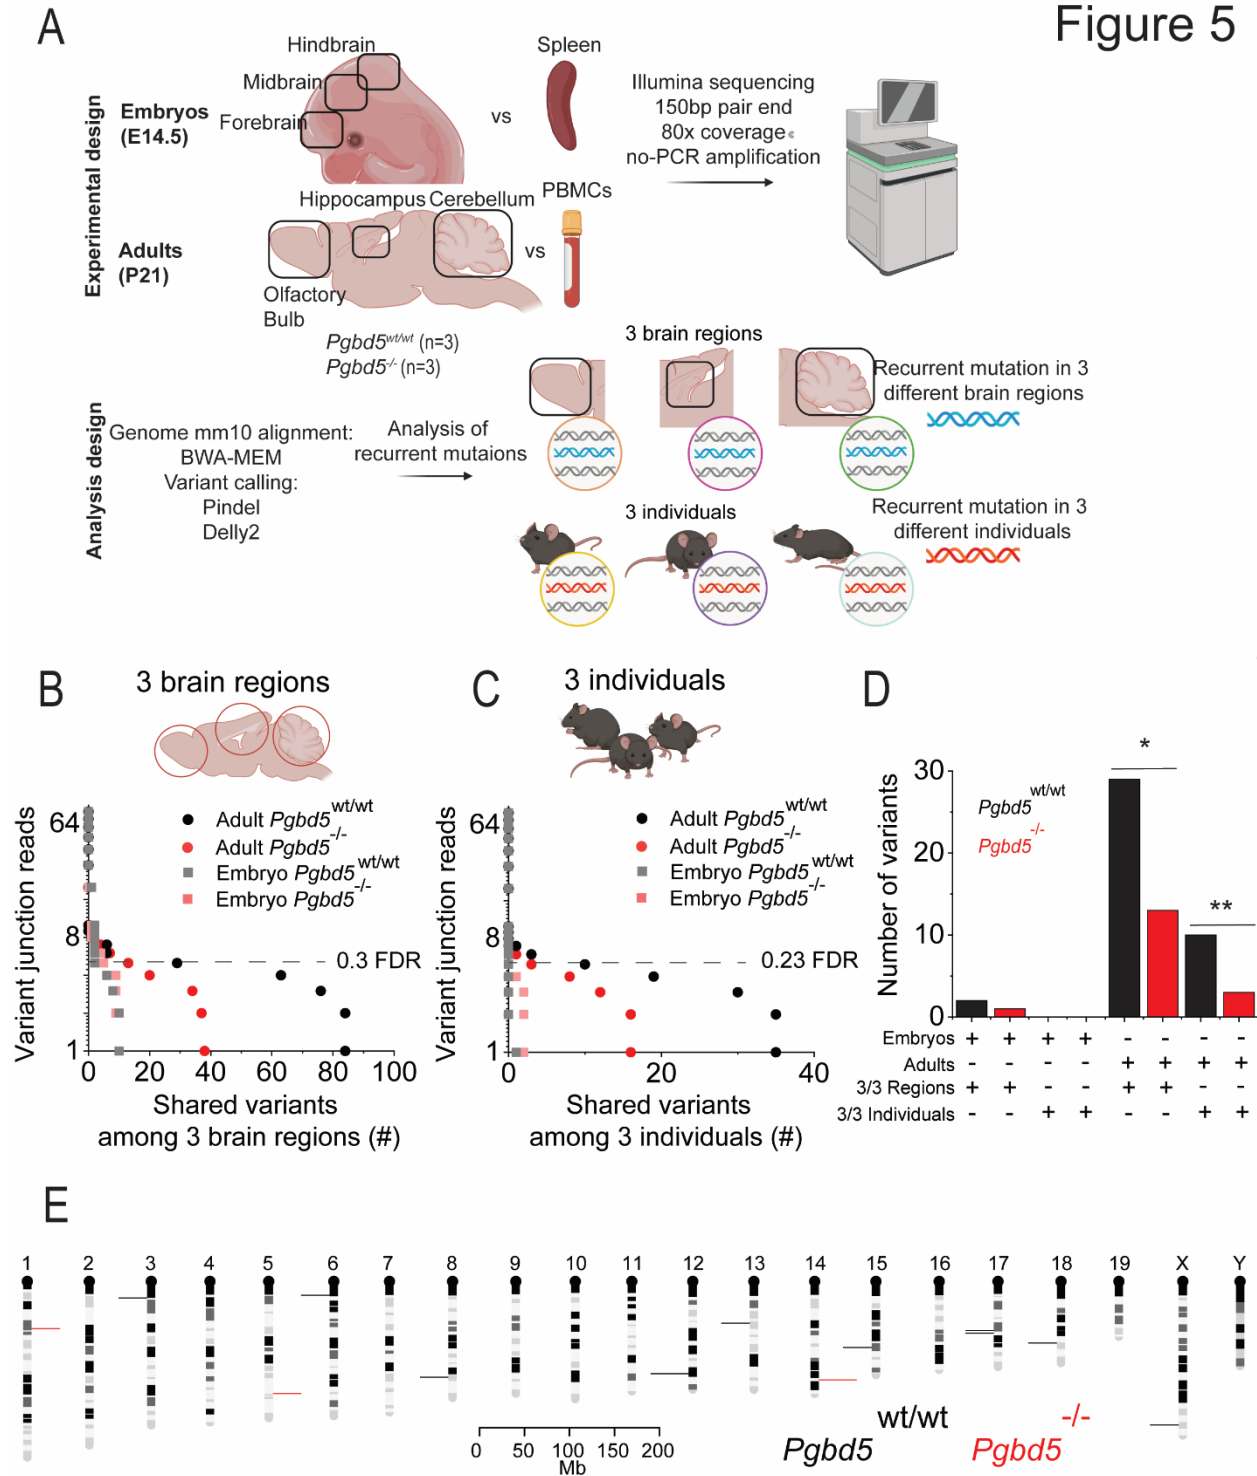 Figure 5
A
Experimental design
Embryos
(E14.5)
Hindbrain
Midbrain
Forebrain
vs
Spleen
Illumina sequencing
150bp pair end
80x coverage
no-PCR amplification
Adults
(P21)
Hippocampus Cerebellum
Olfactory
Bulb
vs
PBMCs
Pgbd5wt/wt (n=3)
Pgbd5-/- (n=3)
Analysis design
Genome mm10 alignment:
BWA-MEM
Variant calling:
Pindel
Delly2
Analysis of
recurrent mutaions
3 brain regions
Recurrent mutation in 3
different brain regions
3 individuals
Recurrent mutation in 3
different individuals
B
3 brain regions
Variant junction reads
64
8
1
Adult Pgbd5wt/wt
Adult Pgbd5-/-
Embryo Pgbd5wt/wt
Embryo Pgbd5-/-
0.3 FDR
0 20 40 60 80 100
Shared variants
among 3 brain regions (#)
C
3 individuals
Variant junction reads
64
8
1
Adult Pgbd5wt/wt
Adult Pgbd5-/-
Embryo Pgbd5wt/wt
Embryo Pgbd5-/-
0.23 FDR
0 20 40
Shared variants
among 3 individuals (#)
D
Number of variants
30
20
10
0
Pgbd5wt/wt
Pgbd5-/-
*
**
Embryos + + + + - - - -
Adults - - - - + + + +
3/3 Regions + + - - + + - -
3/3 Individuals - - + + - - + +
E
1 2 3 4 5 6 7 8 9 10 11 12 13 14 15 16 17 18 19 X Y
0 50 100 150 200
Mb
Pgbd5wt/wt
Pgbd5-/-